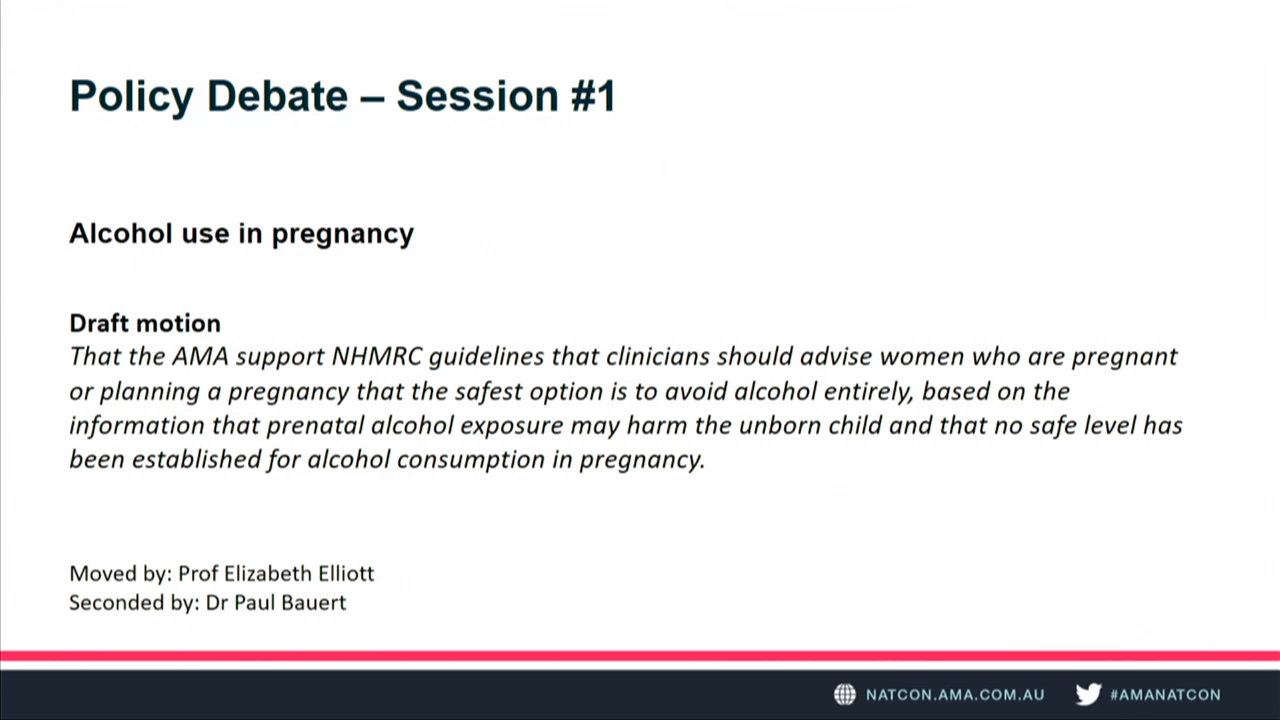 Policy Debate – Session #1
Alcohol use in pregnancy
Draft motion
That the AMA support NHMRC guidelines that clinicians should advise women who are pregnant
or planning a pregnancy that the safest option is to avoid alcohol entirely, based on the
information that prenatal alcohol exposure may harm the unborn child and that no safe level has
been established for alcohol consumption in pregnancy.
Moved by: Prof Elizabeth Elliott
Seconded by: Dr Paul Bauert
NATCON.AMA.COM.AU #AMANATCON